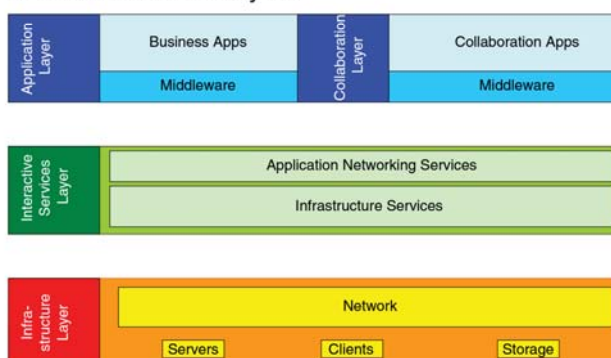 Application
Layer
Business Apps
Middleware
Collaboration
Layer
Collaboration Apps
Middleware
Interactive
Services
Layer
Application Networking Services
Infrastructure Services
Infra-
structure
Layer
Network
Servers
Clients
Storage